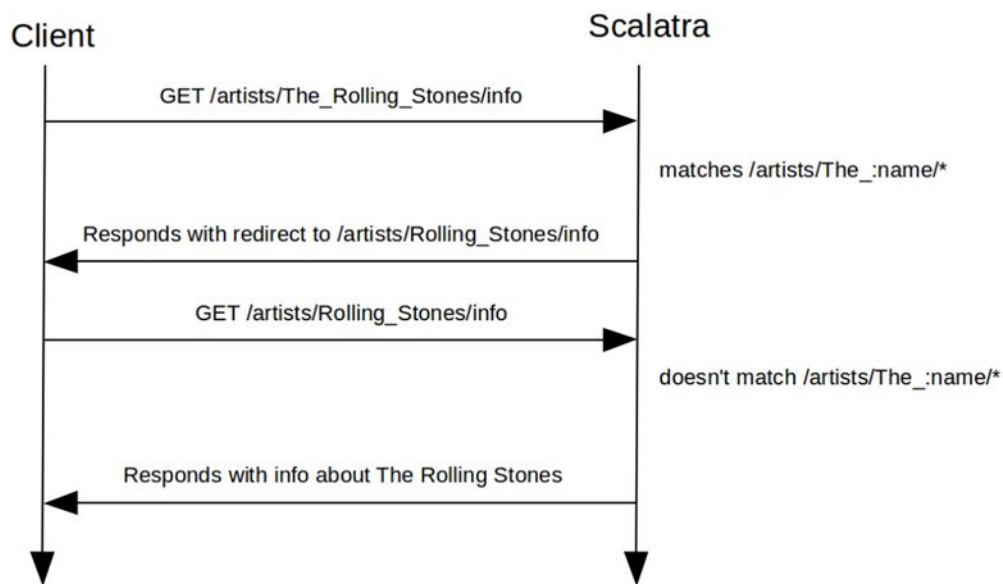 Client
Scalatra
GET /artists/The_Rolling_Stones/info
matches /artists/The_:name/*
Responds with redirect to /artists/Rolling_Stones/info
GET /artists/Rolling_Stones/info
doesn't match /artists/The_:name/*
Responds with info about The Rolling Stones